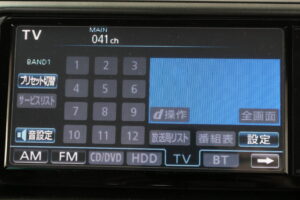 TV
MAIN
041ch
BAND1
1 2 3
プリセット切替
4 5 6
サービスリスト
7 8 9
d操作 全画面
音設定
10 11 12
放送局リスト 番組表 設定
AM FM CD/DVD HDD TV BT